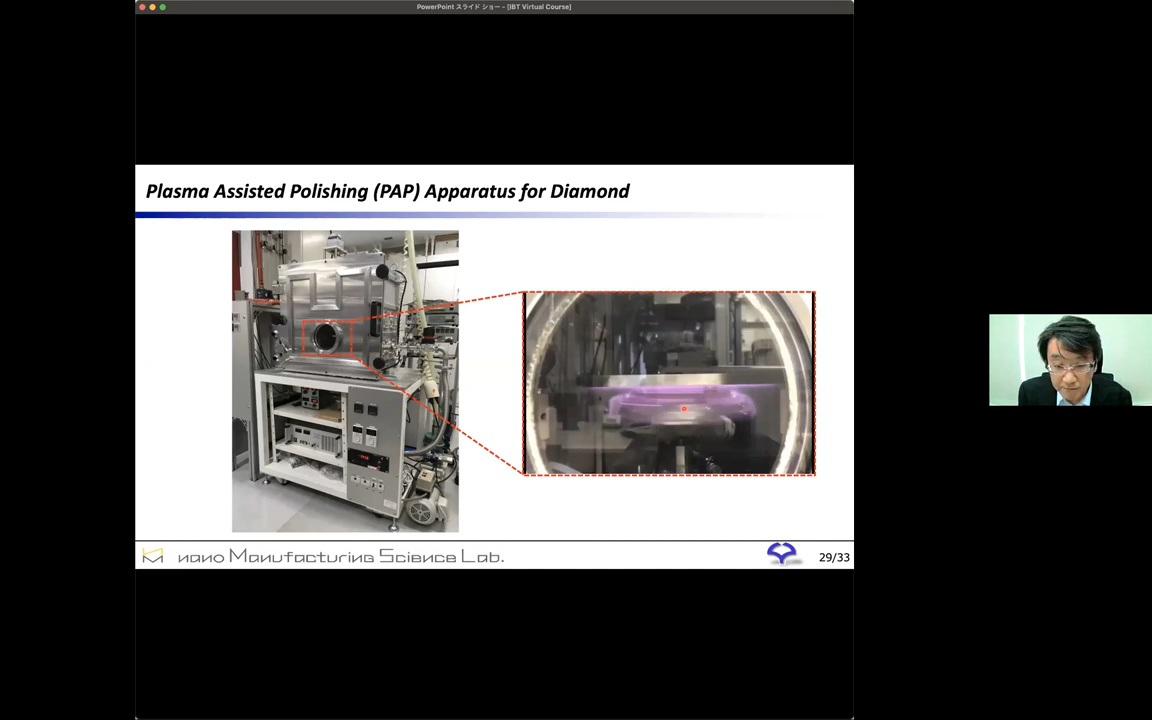 PowerPoint スライド ショー - [IBT Virtual Course]
Plasma Assisted Polishing (PAP) Apparatus for Diamond
nano Manufacturing Science Lab.
29/33